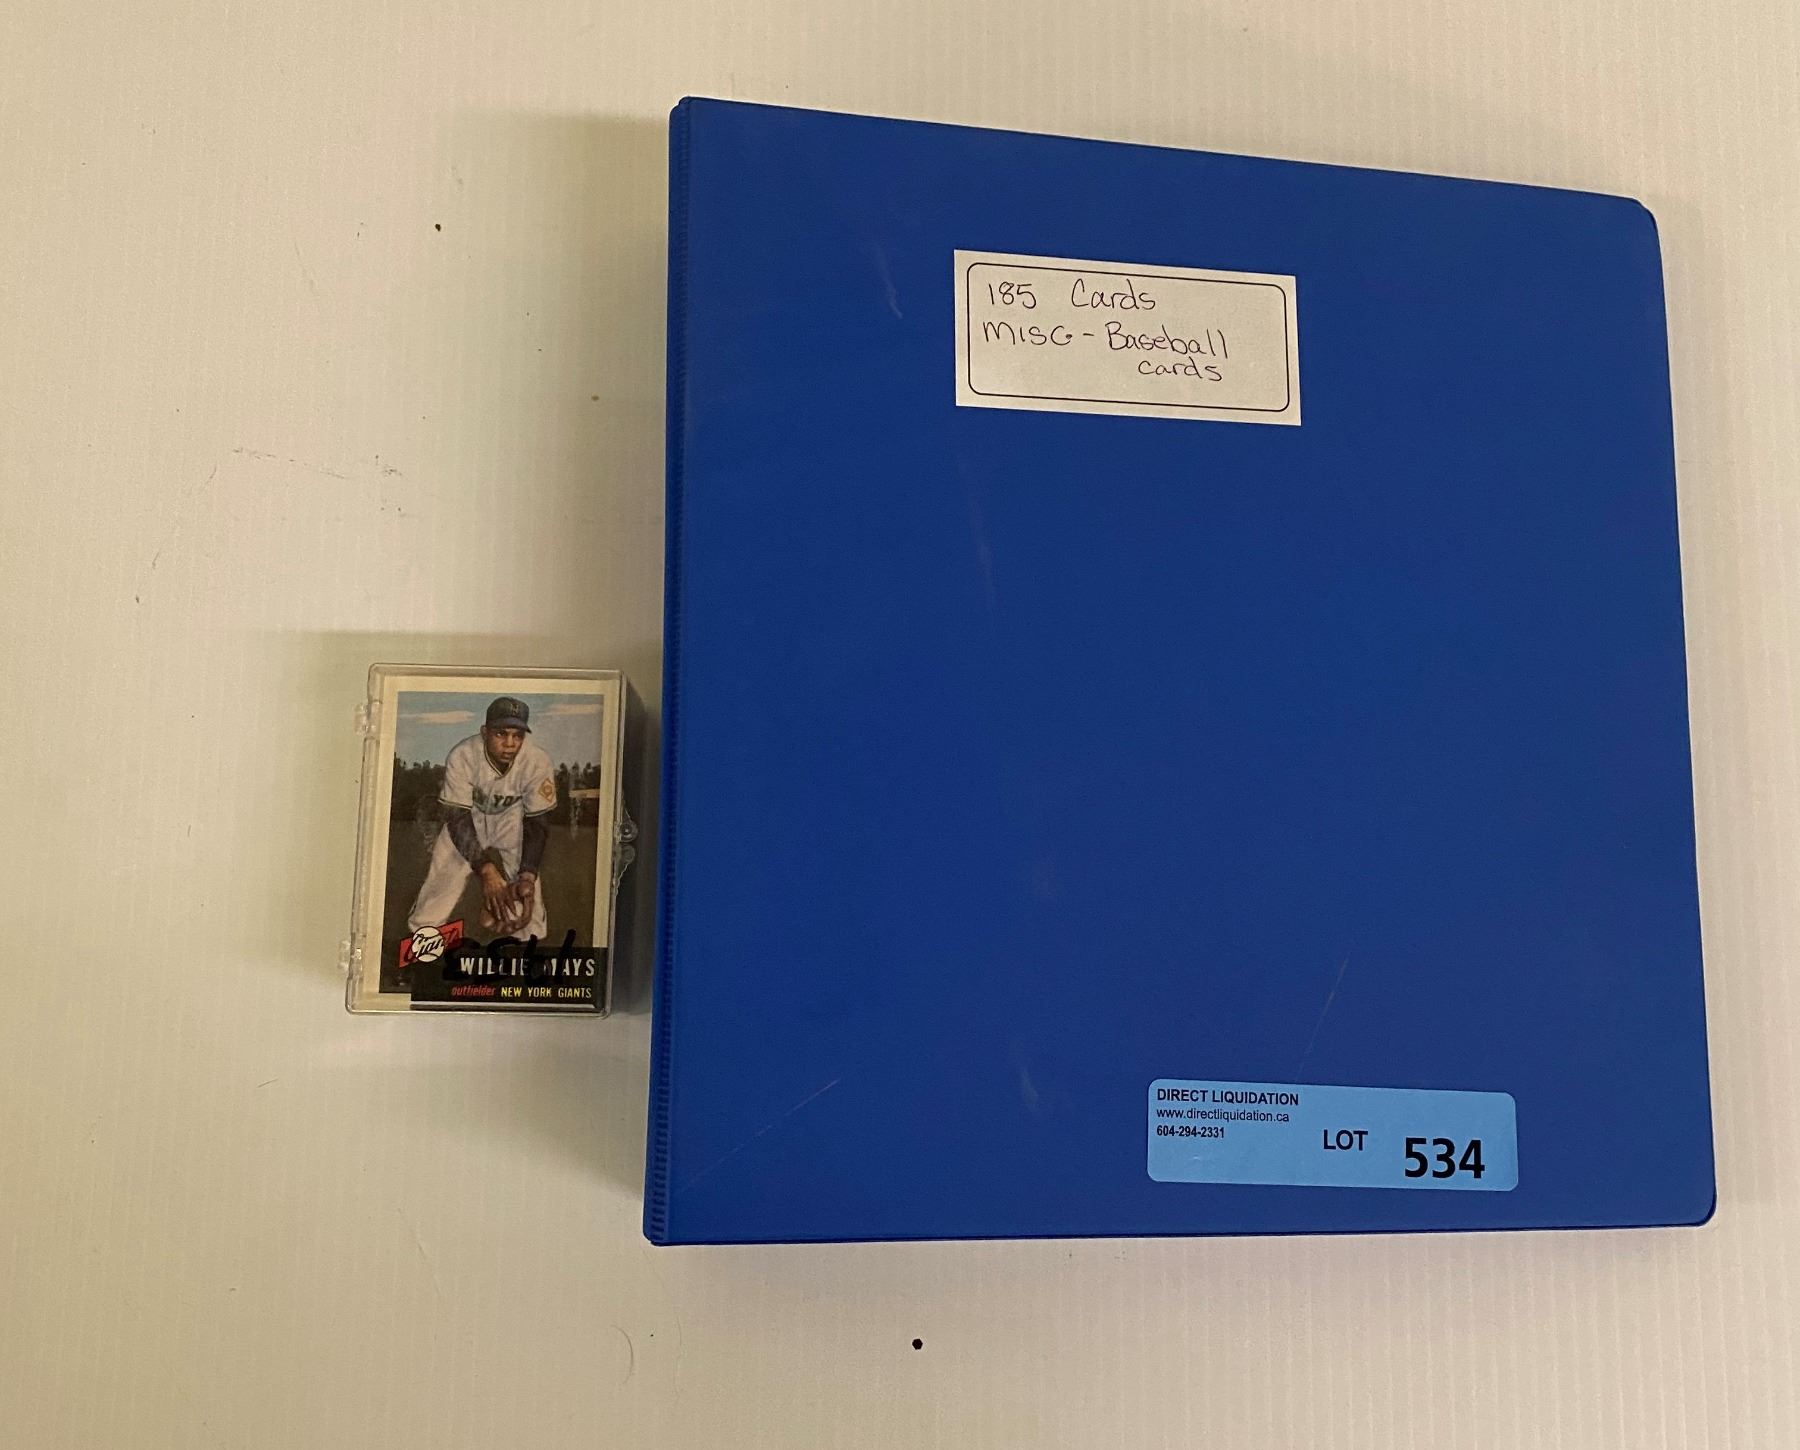 185 Cards
MISC - Baseball
cards
Giants
WILLIE MAYS
outfielder NEW YORK GIANTS
DIRECT LIQUIDATION
www.directliquidation.ca
604-294-2331
LOT 534